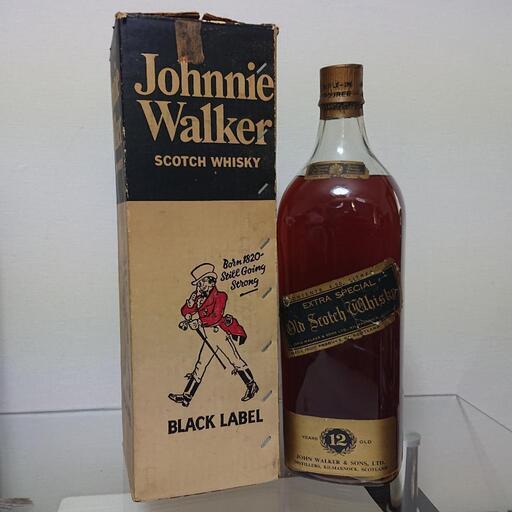 Johnnie
Walker
SCOTCH WHISKY
Born 1820-
Still Going
Strong
BLACK LABEL
EXTRA SPECIAL
Old Scotch Whisky
YEARS 12 OLD
JOHN WALKER & SONS, LTD.
DISTILLERS, KILMARNOCK, SCOTLAND